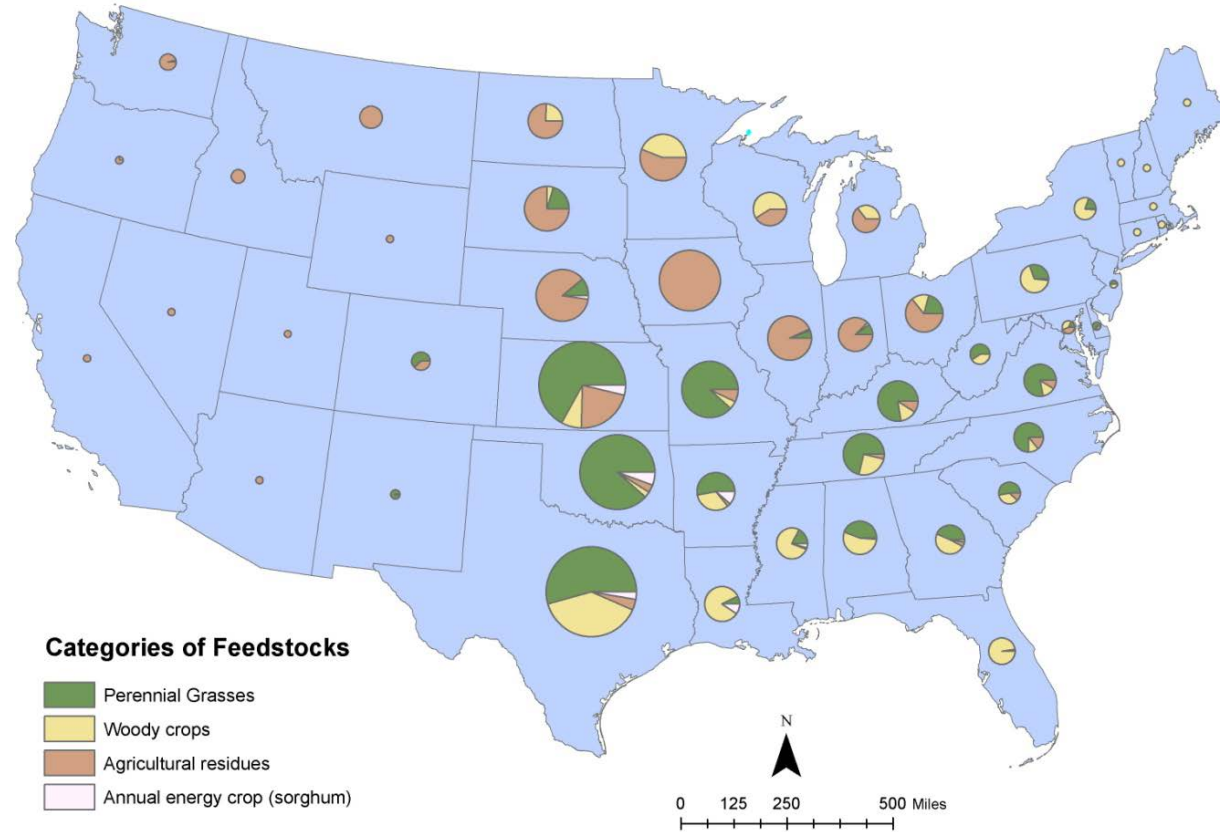 Categories of Feedstocks
Perennial Grasses
Woody crops
Agricultural residues
Annual energy crop (sorghum)
N
0 125 250 500 Miles